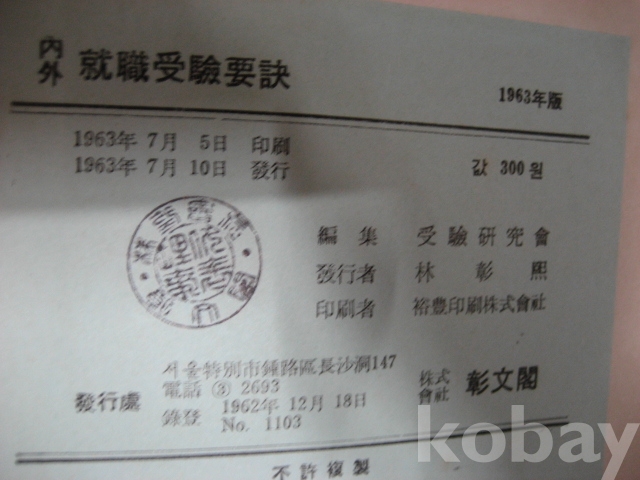 內外 就職受驗要訣
1963年版
1963年 7月 5日 印刷
1963年 7月 10日 發行
값 300원
編集 受驗硏究會
發行者 林彰熙
印刷者 裕豊印刷株式會社
發行處
서울特別市鍾路區長沙洞147
電話 ③ 2693
錄登 1962年 12月 18日
No. 1103
株式會社 彰文閣
不許複製
kobay